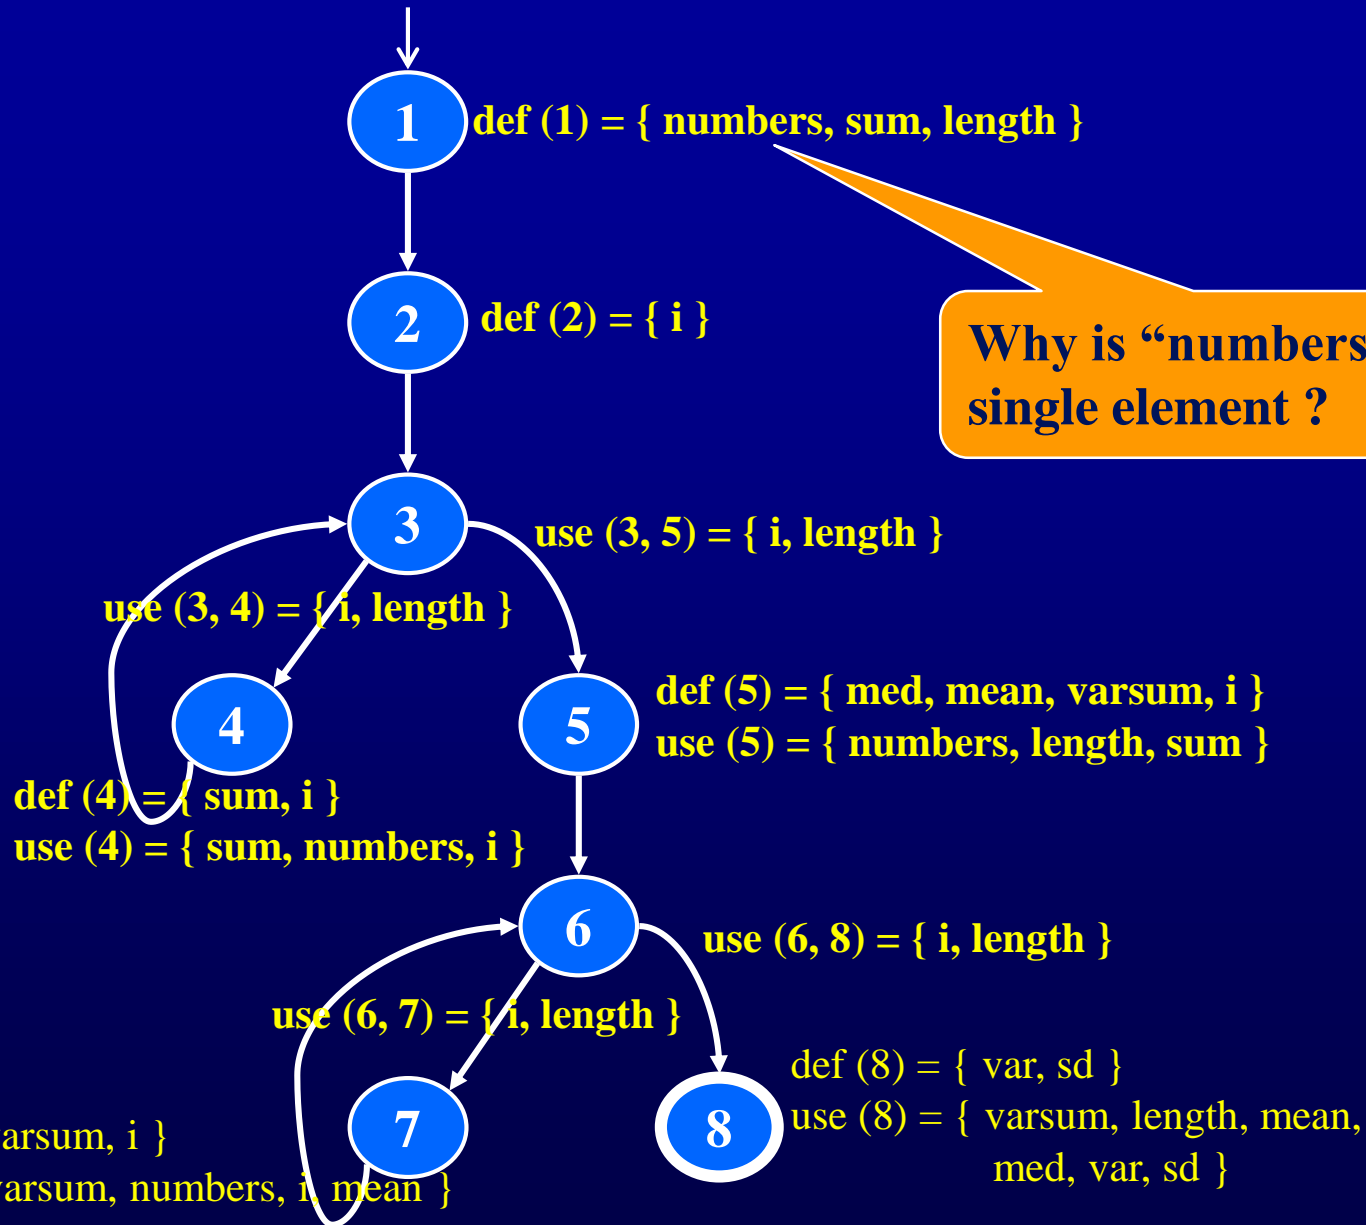 1
def (1) = { numbers, sum, length }
2
def (2) = { i }
Why is “numbers
single element ?
3
use (3, 5) = { i, length }
use (3, 4) = { i, length }
4
5
def (5) = { med, mean, varsum, i }
use (5) = { numbers, length, sum }
def (4) = { sum, i }
use (4) = { sum, numbers, i }
6
use (6, 8) = { i, length }
use (6, 7) = { i, length }
7
8
def (8) = { var, sd }
use (8) = { varsum, length, mean,
med, var, sd }
arsum, i }
varsum, numbers, i, mean }